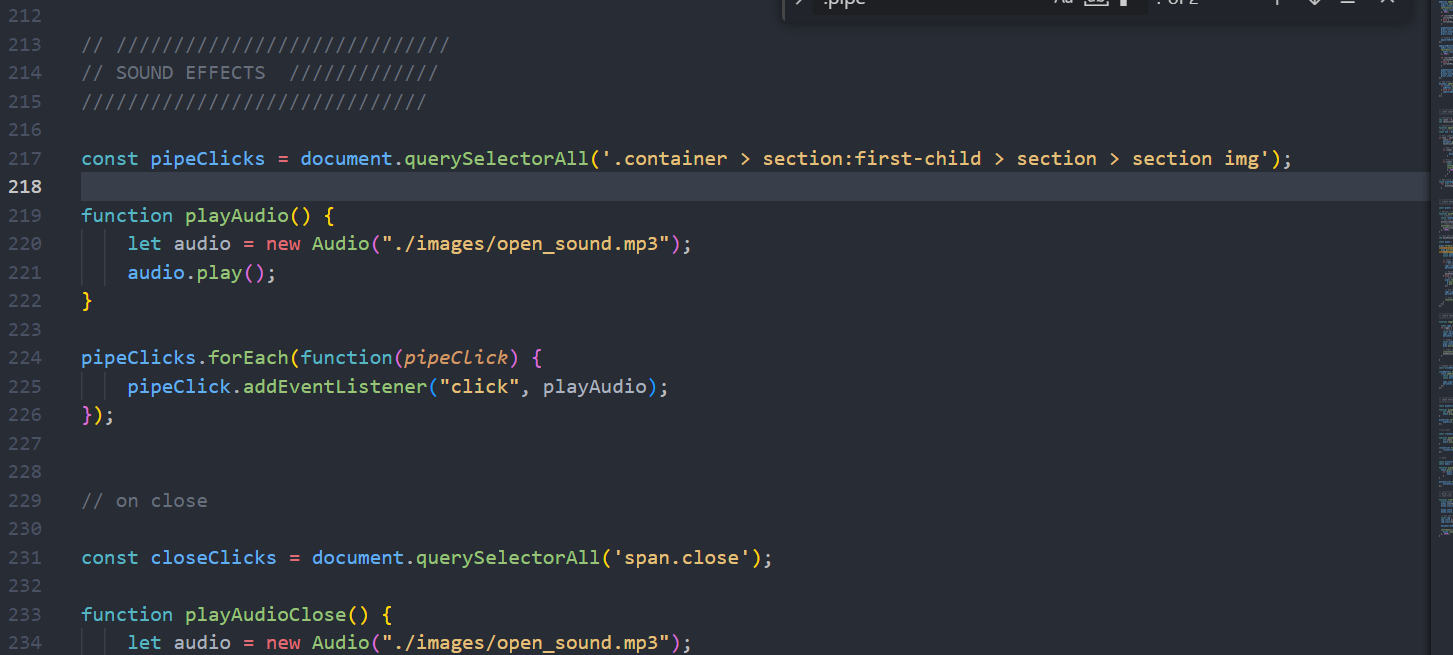 .pipe
212
213 // /////////////////////////////
214 // SOUND EFFECTS  /////////////
215 //////////////////////////////
216
217 const pipeClicks = document.querySelectorAll('.container > section:first-child > section > section img');
218
219 function playAudio() {
220     let audio = new Audio("./images/open_sound.mp3");
221     audio.play();
222 }
223
224 pipeClicks.forEach(function(pipeClick) {
225     pipeClick.addEventListener("click", playAudio);
226 });
227
228
229 // on close
230
231 const closeClicks = document.querySelectorAll('span.close');
232
233 function playAudioClose() {
234     let audio = new Audio("./images/open_sound.mp3");